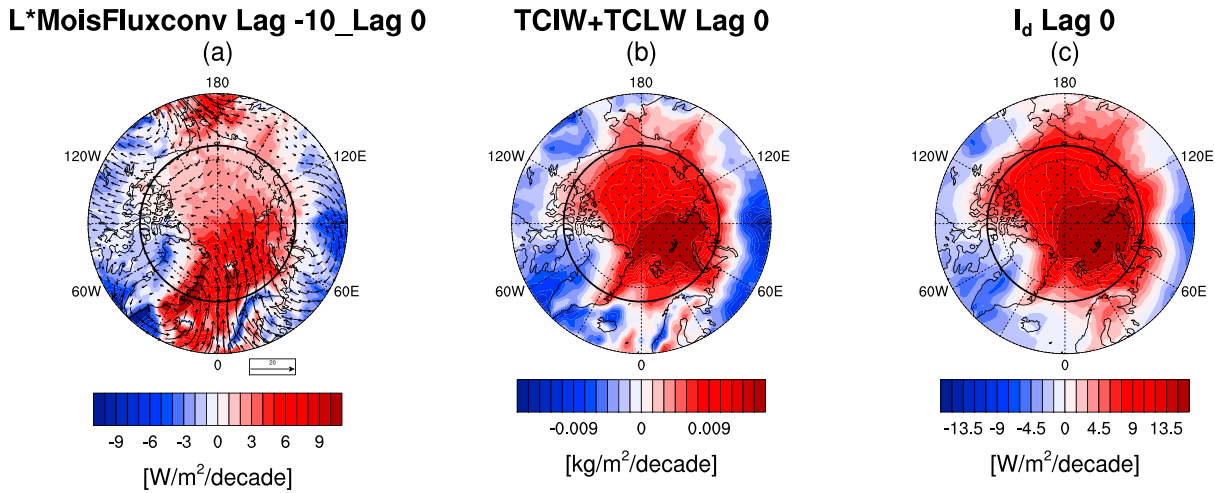 L*MoisFluxconv Lag -10_Lag 0
(a)
180
120W
120E
60W
60E
0
20
-9 -6 -3 0 3 6 9
[W/m²/decade]
TCIW+TCLW Lag 0
(b)
180
120W
120E
60W
60E
0
-0.009 0 0.009
[kg/m²/decade]
I_d Lag 0
(c)
180
120W
120E
60W
60E
0
-13.5 -9 -4.5 0 4.5 9 13.5
[W/m²/decade]